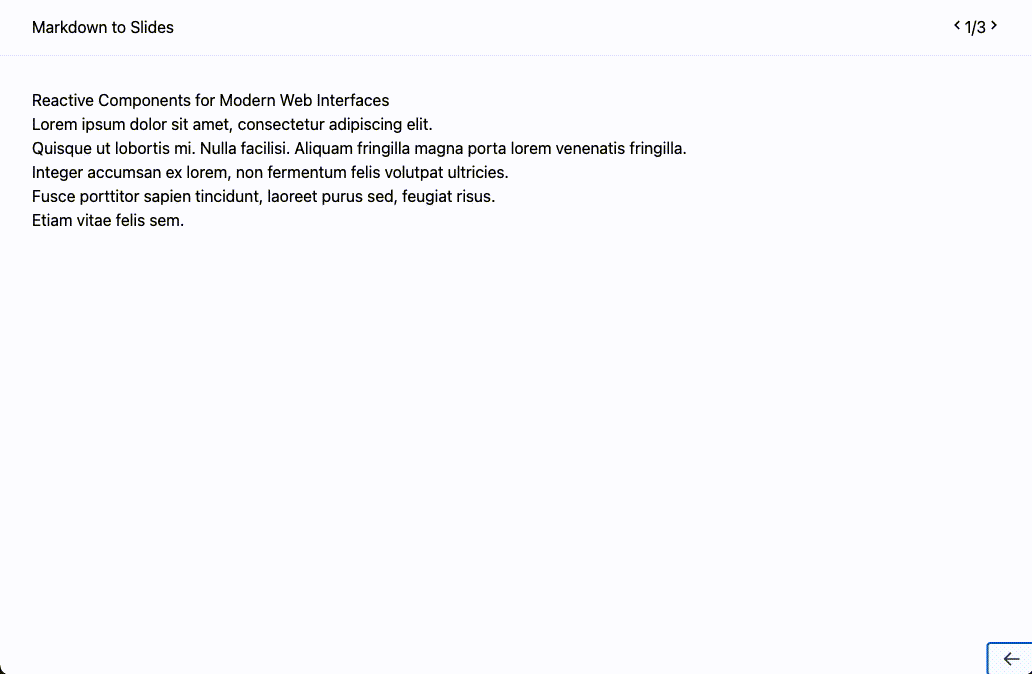 Markdown to Slides
< 1/3 >
Reactive Components for Modern Web Interfaces
Lorem ipsum dolor sit amet, consectetur adipiscing elit.
Quisque ut lobortis mi. Nulla facilisi. Aliquam fringilla magna porta lorem venenatis fringilla.
Integer accumsan ex lorem, non fermentum felis volutpat ultricies.
Fusce porttitor sapien tincidunt, laoreet purus sed, feugiat risus.
Etiam vitae felis sem.
←